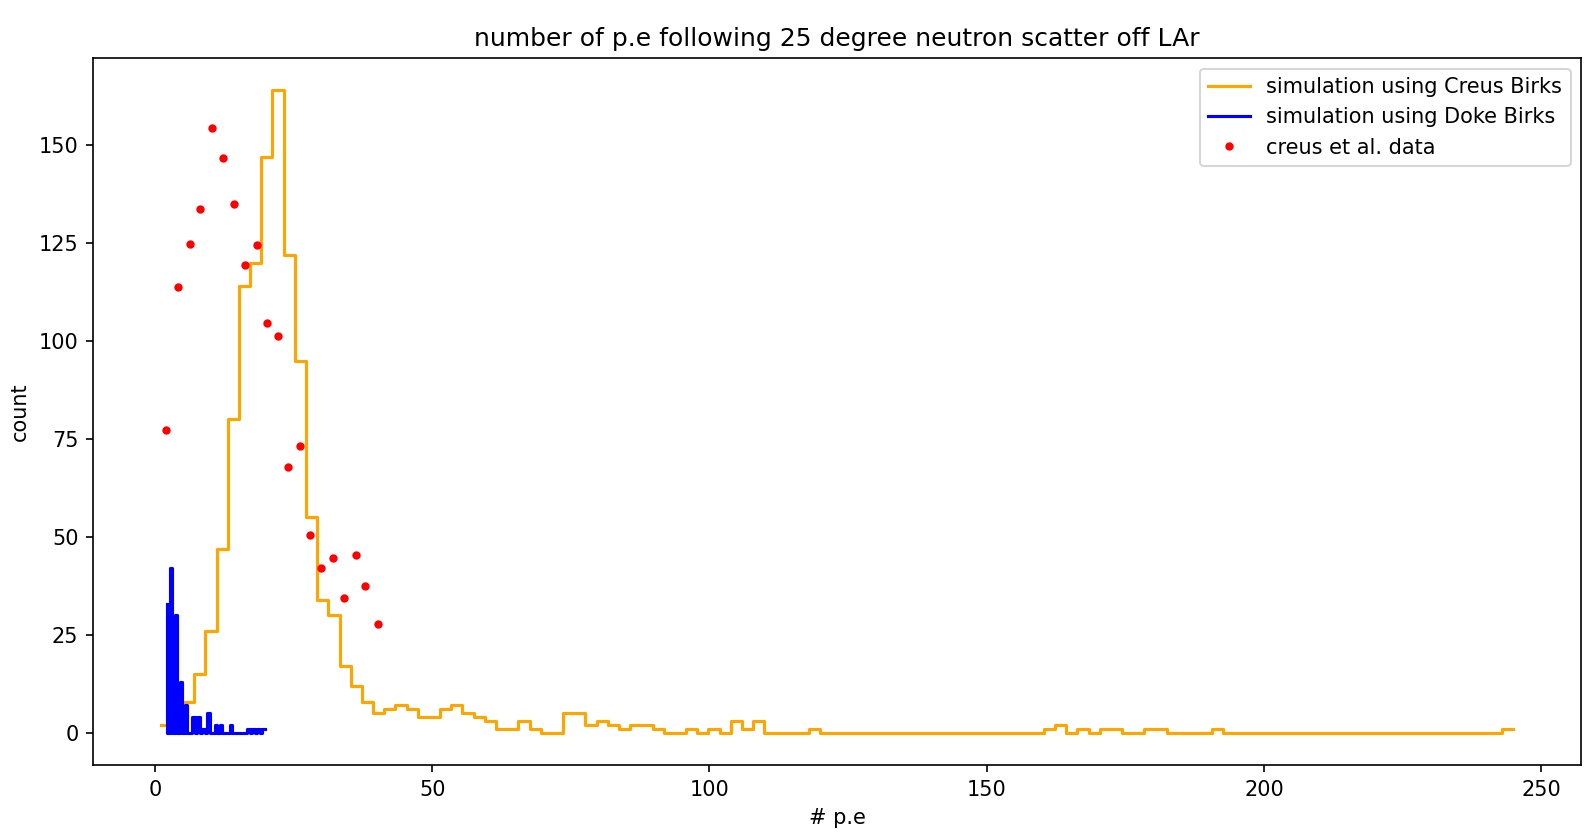 number of p.e following 25 degree neutron scatter off LAr
simulation using Creus Birks
simulation using Doke Birks
creus et al. data
count
150
125
100
75
50
25
0
0 50 100 150 200 250
# p.e